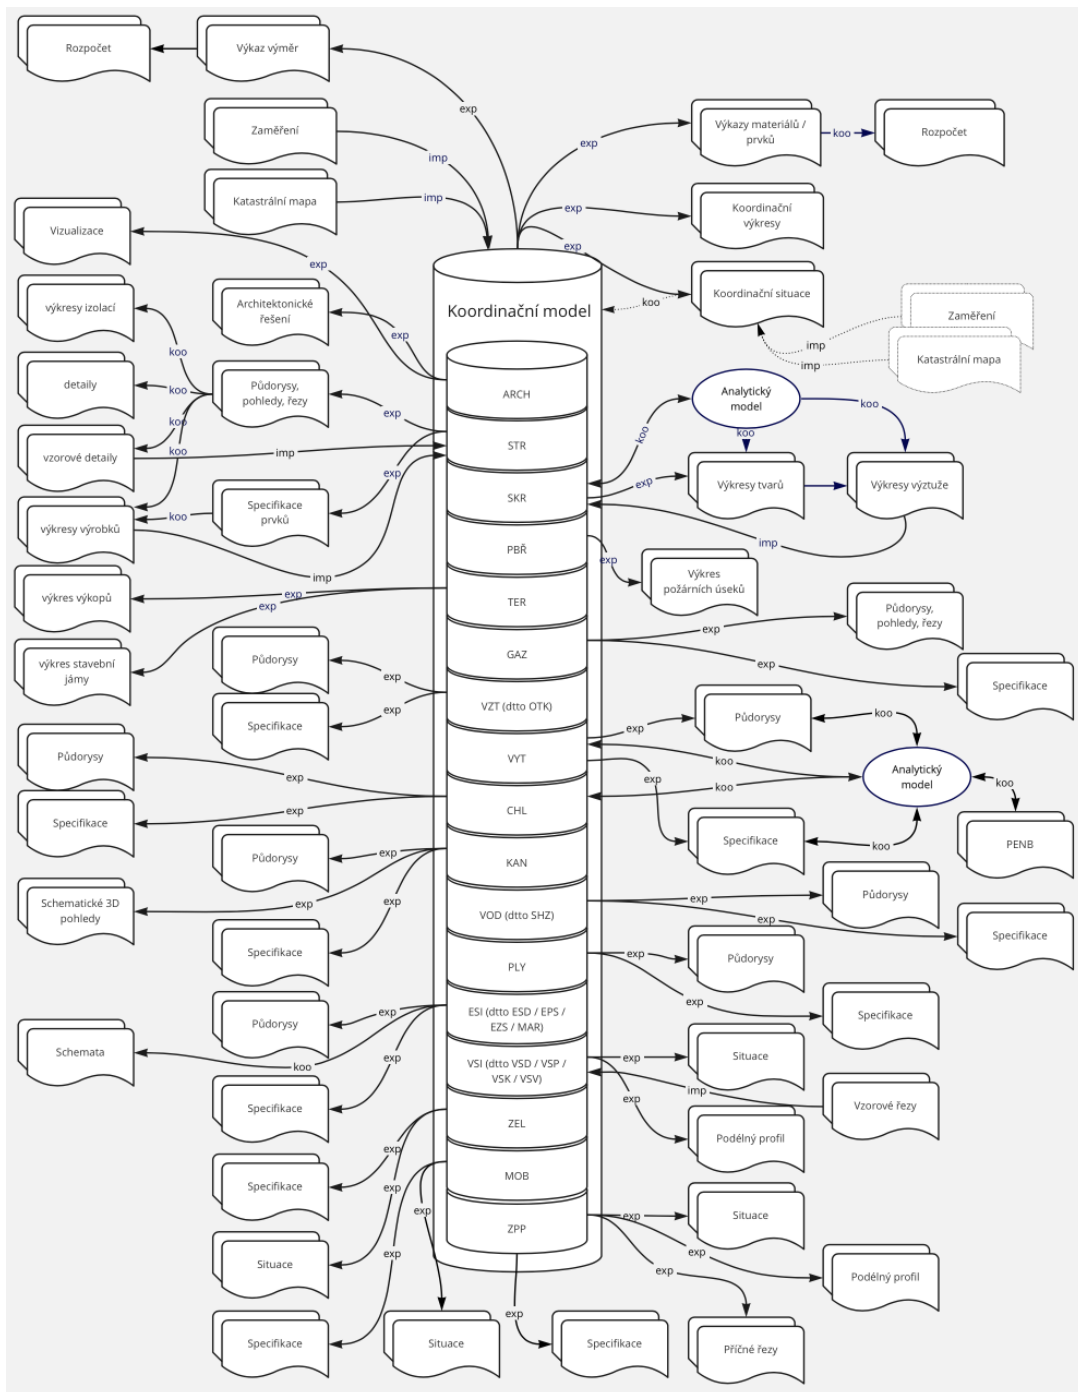 Rozpočet
Výkaz výměr
exp
Zaměření
imp
Katastrální mapa
imp
exp
Výkazy materiálů /
prvků
koo
Rozpočet
exp
Koordinační
výkresy
exp
Koordinační situace
koo
Zaměření
imp
Katastrální mapa
imp
Vizualizace
exp
Koordinační model
výkresy izolací
Architektonické
řešení
exp
koo
detaily
koo
Půdorysy,
pohledy, řezy
exp
koo
vzorové detaily
koo
imp
Specifikace
prvků
exp
koo
výkresy výrobků
imp
ARCH
STR
SKR
PBŘ
TER
GAZ
VZT (dtto OTK)
VYT
CHL
KAN
VOD (dtto SHZ)
PLY
ESI (dtto ESD / EPS /
EZS / MAR)
VSI (dtto VSD / VSP /
VSK / VSV)
ZEL
MOB
ZPP
Analytický
model
koo
koo
koo
exp
Výkresy tvarů
Výkresy výztuže
imp
exp
Výkres
požárních úseků
výkres výkopů
exp
exp
výkres stavební
jámy
Půdorysy
exp
Specifikace
exp
exp
Půdorysy,
pohledy, řezy
exp
Specifikace
exp
Půdorysy
koo
koo
Analytický
model
koo
koo
PENB
exp
Specifikace
koo
Půdorysy
exp
Specifikace
exp
Půdorysy
exp
Schematické 3D
pohledy
exp
exp
Specifikace
exp
Půdorysy
exp
Specifikace
exp
Půdorysy
exp
Specifikace
Půdorysy
exp
Schemata
koo
exp
Specifikace
exp
Situace
imp
Vzorové řezy
exp
Podélný profil
exp
Specifikace
exp
Situace
exp
Specifikace
exp
Situace
exp
Specifikace
exp
Situace
exp
Podélný profil
exp
Příčné řezy